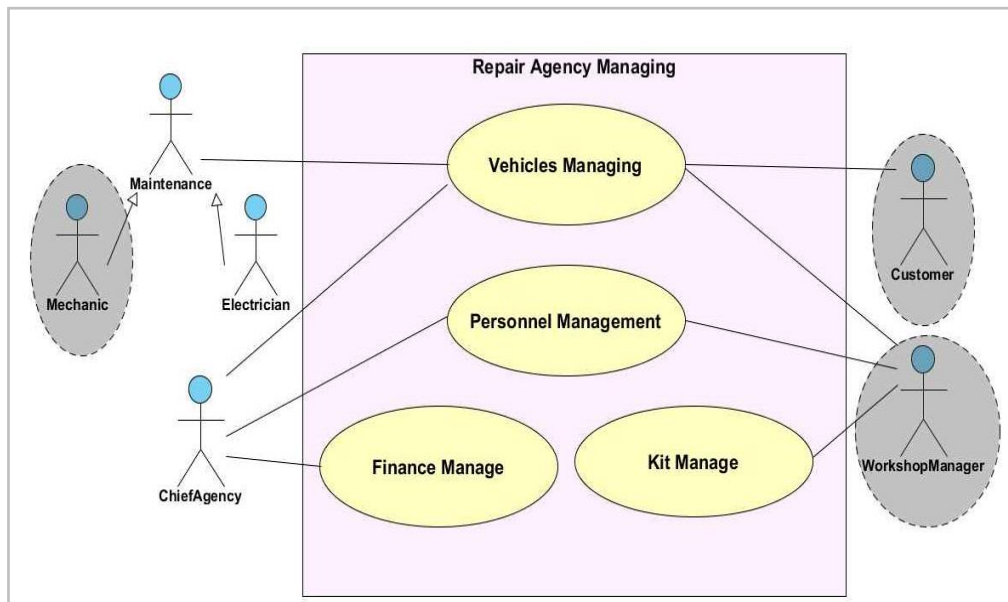 Repair Agency Managing
Maintenance
Vehicles Managing
Mechanic
Electrician
Customer
Personnel Management
ChiefAgency
Finance Manage
Kit Manage
WorkshopManager